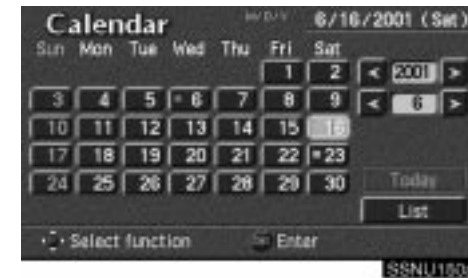 Calendar 6/16/2001 (Sat)
Sun Mon Tue Wed Thu Fri Sat
1 2 < 2001 >
3 4 5 6 7 8 9 < 6 >
10 11 12 13 14 15 16
17 18 19 20 21 22 23
24 25 26 27 28 29 30 Today
List
Select function Enter